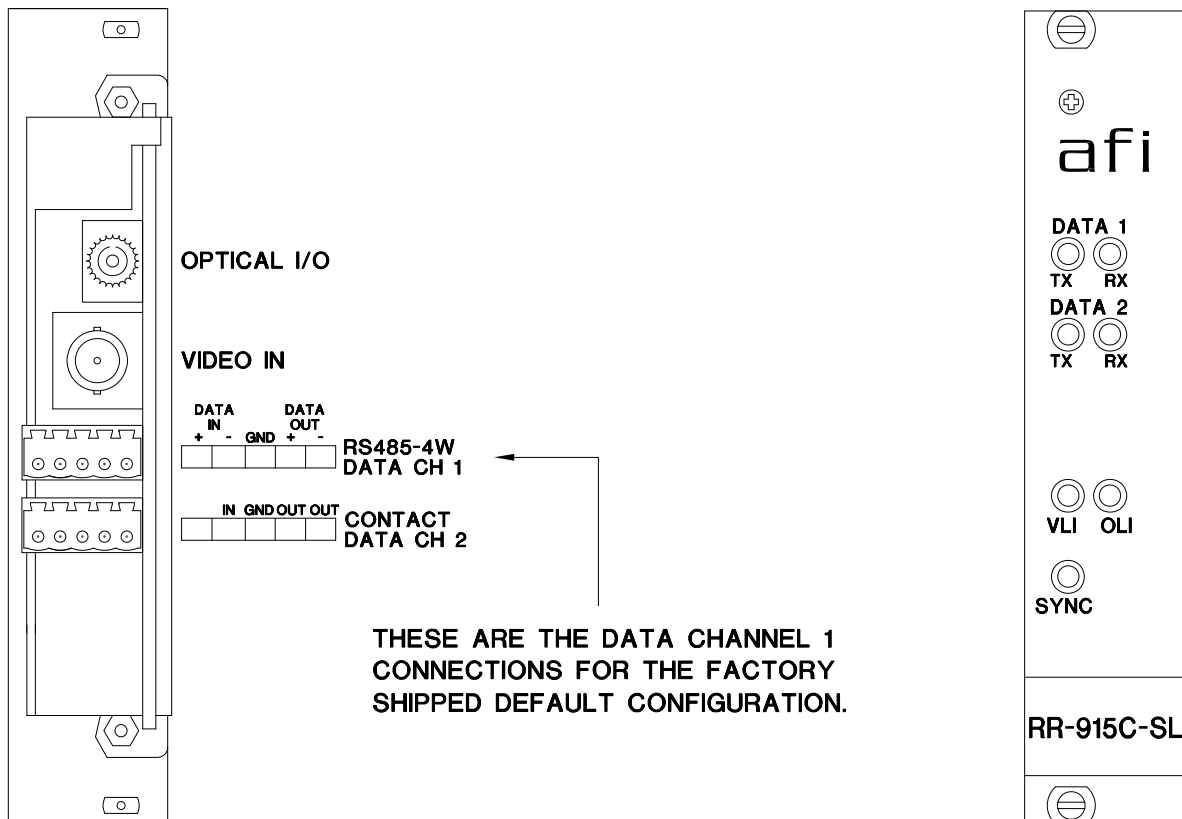 OPTICAL I/O
VIDEO IN
DATA DATA
IN OUT
+ - GND + -
RS485-4W
DATA CH 1
IN GND OUT OUT
CONTACT
DATA CH 2
THESE ARE THE DATA CHANNEL 1
CONNECTIONS FOR THE FACTORY
SHIPPED DEFAULT CONFIGURATION.
afi
DATA 1
TX RX
DATA 2
TX RX
VLI OLI
SYNC
RR-915C-SL